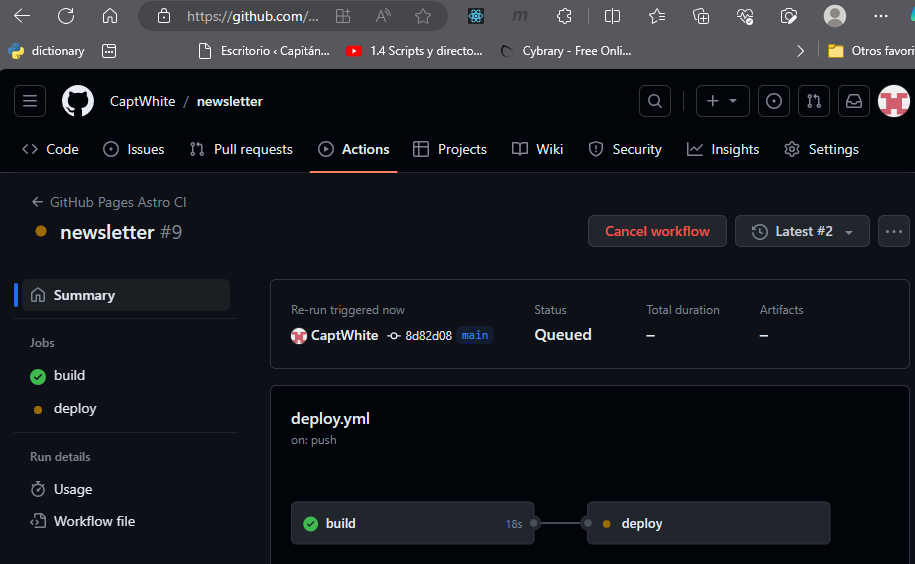 https://github.com/...
dictionary
Escritorio ‹ Capitán...
1.4 Scripts y directo...
Cybrary - Free Onlin...
Otros favori
CaptWhite / newsletter
Code
Issues
Pull requests
Actions
Projects
Wiki
Security
Insights
Settings
GitHub Pages Astro CI
newsletter #9
Cancel workflow
Latest #2
Summary
Jobs
build
deploy
Run details
Usage
Workflow file
Re-run triggered now
CaptWhite 8d82d08 main
Status
Queued
Total duration
–
Artifacts
–
deploy.yml
on: push
build 18s
deploy